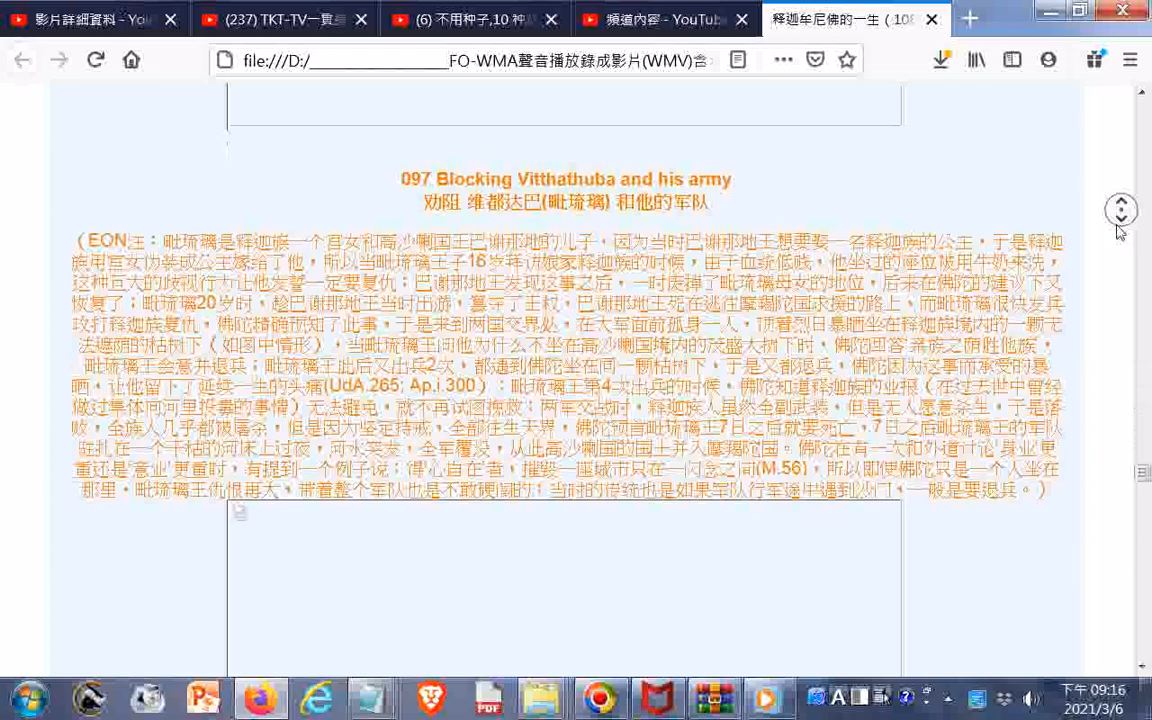 影片詳細資料 - You
(237) TKT-TV一貫
(6) 不用种子,10 种
頻道內容 - YouTub
釋迦牟尼佛的一生 ( 108
file:///D:/________________FO-WMA聲音播放錄成影片(WMV)含
097 Blocking Vitthathuba and his army
劝阻 维都达巴(毗琉璃) 和他的军队
（EON注：毗琉璃是释迦族一个宫女和高沙喇国王巴谢那地的儿子，因为当时巴谢那地王想要娶一名释迦族的公主，于是释迦
族用宫女伪装成公主嫁给了他，所以当毗琉璃王子16岁拜访娘家释迦族的时候，由于血统低贱，他坐过的座位被用牛奶来洗，
这种巨大的歧视行为让他发誓一定要复仇；巴谢那地王发现这事之后，一时废掉了毗琉璃母女的地位，后来在佛陀的建议下又
恢复了；毗琉璃20岁时，趁巴谢那地王当时出游，篡夺了主权，巴谢那地王死在逃往摩羯陀国求援的路上，而毗琉璃很快发兵
攻打释迦族复仇，佛陀精确预知了此事，于是来到两国交界处，在大军面前孤身一人，顶着烈日暴晒坐在释迦族境内的一颗无
法遮荫的枯树下（如图中情形），当毗琉璃王问他为什么不坐在高沙喇国境内的茂盛大树下时，佛陀回答‘亲族之荫胜他族’，
毗琉璃王会意并退兵；毗琉璃王此后又出兵2次，都遇到佛陀坐在同一颗枯树下，于是又都退兵，佛陀因为这事而承受的暴
晒，让他留下了延续一生的头痛(UdA.265; Ap.i.300)；毗琉璃王第4次出兵的时候，佛陀知道释迦族的业报（在过去世中曾经
做过集体向河里投毒的事情）无法避免，就不再试图挽救；两军交战时，释迦族人虽然全副武装，但是无人愿意杀生，于是落
败，全族人几乎都被屠杀，但是因为坚定持戒，全部往生天界，佛陀预言毗琉璃王7日之后就要死亡，7日之后毗琉璃王的军队
驻扎在一个干枯的河床上过夜，河水突发，全军覆没，从此高沙喇国的国土并入摩羯陀国。佛陀在有一次和外道讨论‘身业’更
重还是‘意业’更重时，有提到一个例子说：得‘心自在’者，摧毁一座城市只在一闪念之间(M.56)，所以即使佛陀只是一个人坐在
那里，毗琉璃王仇恨再大，带着整个军队也是不敢硬闯的；当时的传统也是如果军队行军途中遇到沙门，一般是要退兵。）
PDF
A
下午 09:16
2021/3/6